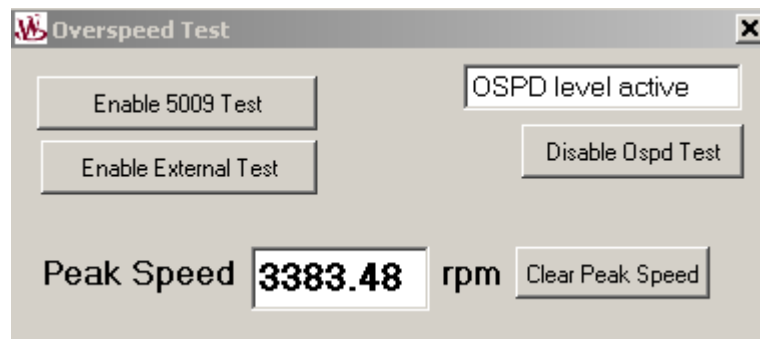 Overspeed Test
Enable 5009 Test
OSPD level active
Enable External Test
Disable Ospd Test
Peak Speed 3383.48 rpm Clear Peak Speed